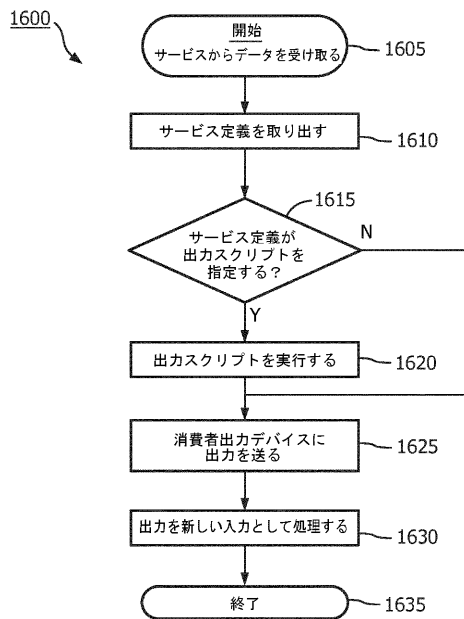 1600
開始
サービスからデータを受け取る
1605
サービス定義を取り出す
1610
1615
サービス定義が
出力スクリプトを
指定する?
N
Y
出力スクリプトを実行する
1620
消費者出力デバイスに
出力を送る
1625
出力を新しい入力として処理する
1630
終了
1635